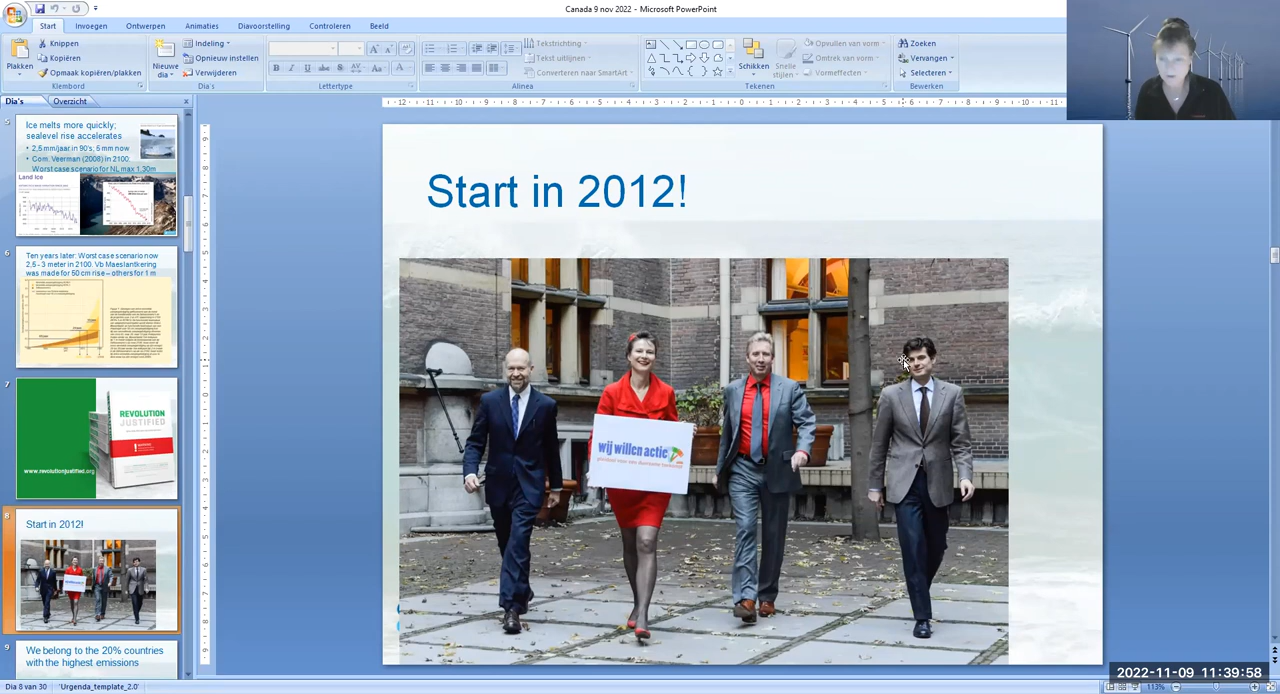 Canada 9 nov 2022 - Microsoft PowerPoint
Start
Invoegen
Ontwerpen
Animaties
Diavoorstelling
Controleren
Beeld
Plakken
Knippen
Kopiëren
Opmaak kopiëren/plakken
Klembord
Nieuwe
dia
Indeling
Opnieuw instellen
Verwijderen
Dia's
Lettertype
Alinea
Tekstrichting
Tekst uitlijnen
Converteren naar SmartArt
Schikken
Snelle
stijlen
Opvullen van vorm
Omtrek van vorm
Vormeffecten
Tekenen
Zoeken
Vervangen
Selecteren
Bewerken
Dia's
Overzicht
5
Ice melts more quickly;
sealevel rise accelerates
• 2,5 mm/jaar in 90's; 5 mm now
• Com. Veerman (2008) in 2100.
Worst case scenario for NL max 1.30m
Land Ice
6
Ten years later: Worst case scenario now
2,5 - 3 meter in 2100. Vb Maeslantkering
was made for 50 cm rise – others for 1 m
7
REVOLUTION
JUSTIFIED
www.revolutionjustified.org
8
Start in 2012!
9
We belong to the 20% countries
with the highest emissions
Start in 2012!
wij willen actie
Dia 8 van 30
'Urgenda_template_2.0'
2022-11-09 11:39:58
113%